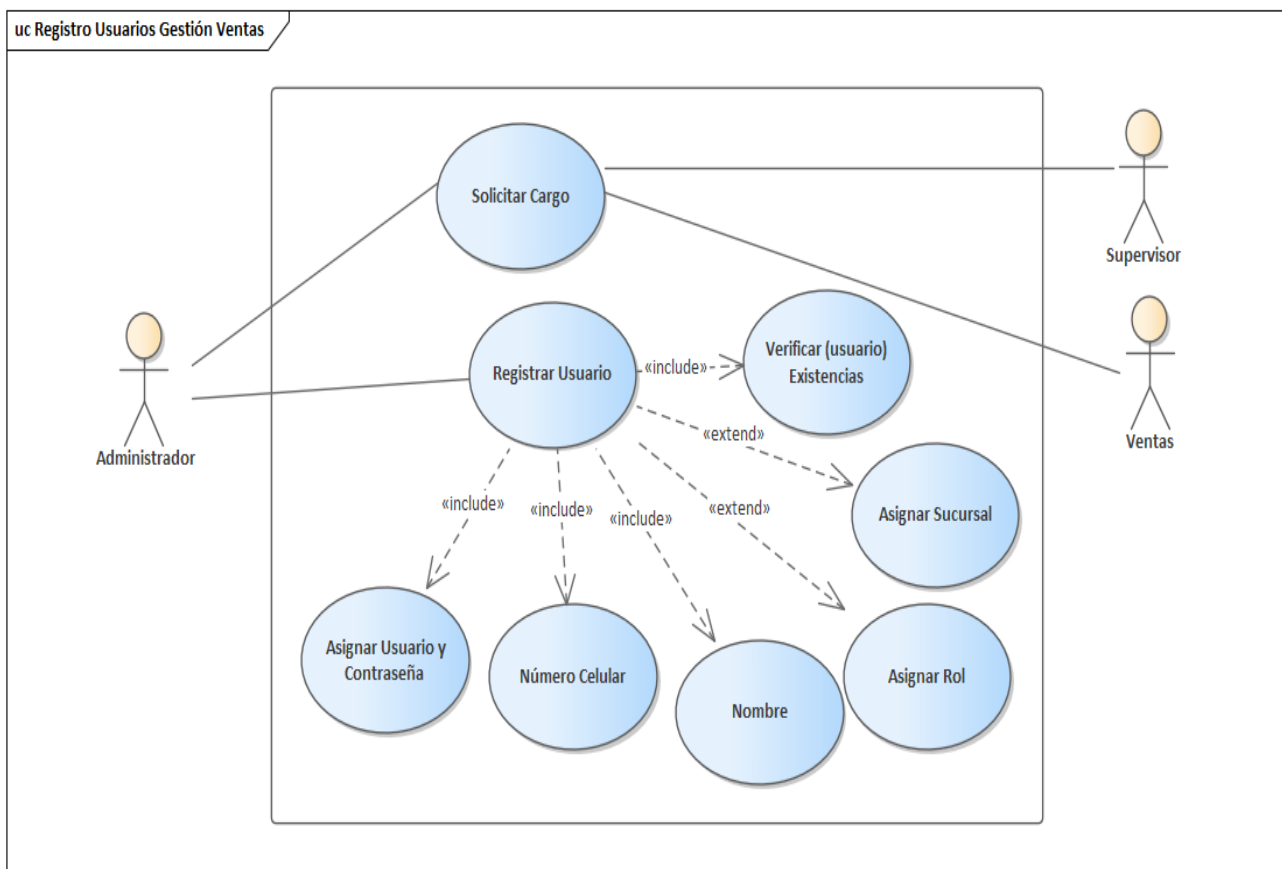 uc Registro Usuarios Gestión Ventas
Solicitar Cargo
Supervisor
Registrar Usuario
«include»
Verificar (usuario)
Existencias
Administrador
Ventas
«extend»
«include»
«include»
«include»
«extend»
Asignar Sucursal
Asignar Usuario y
Contraseña
Número Celular
Nombre
Asignar Rol